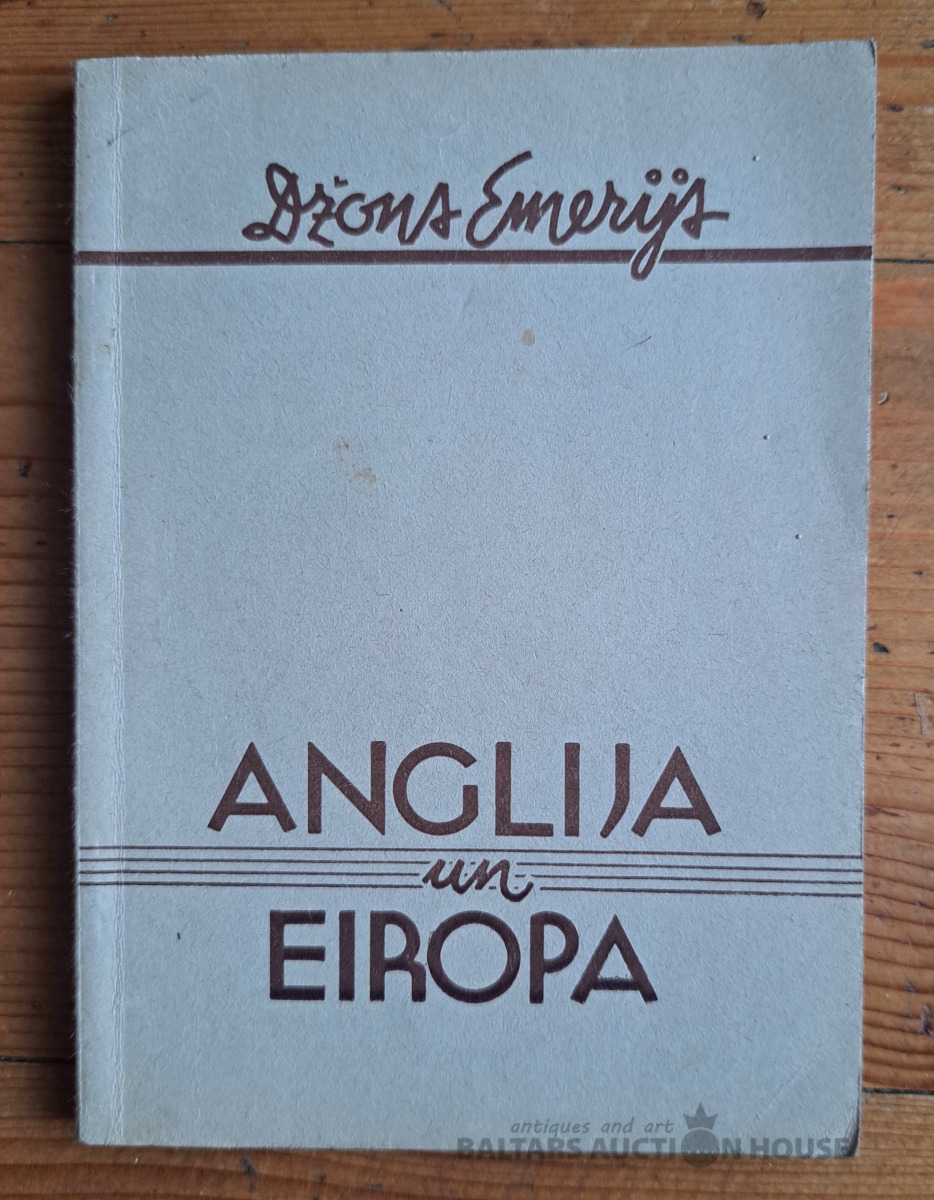 Džons Emerijs
ANGLIJA
un
EIROPA
antiques and art
BALTARS AUCTION HOUSE